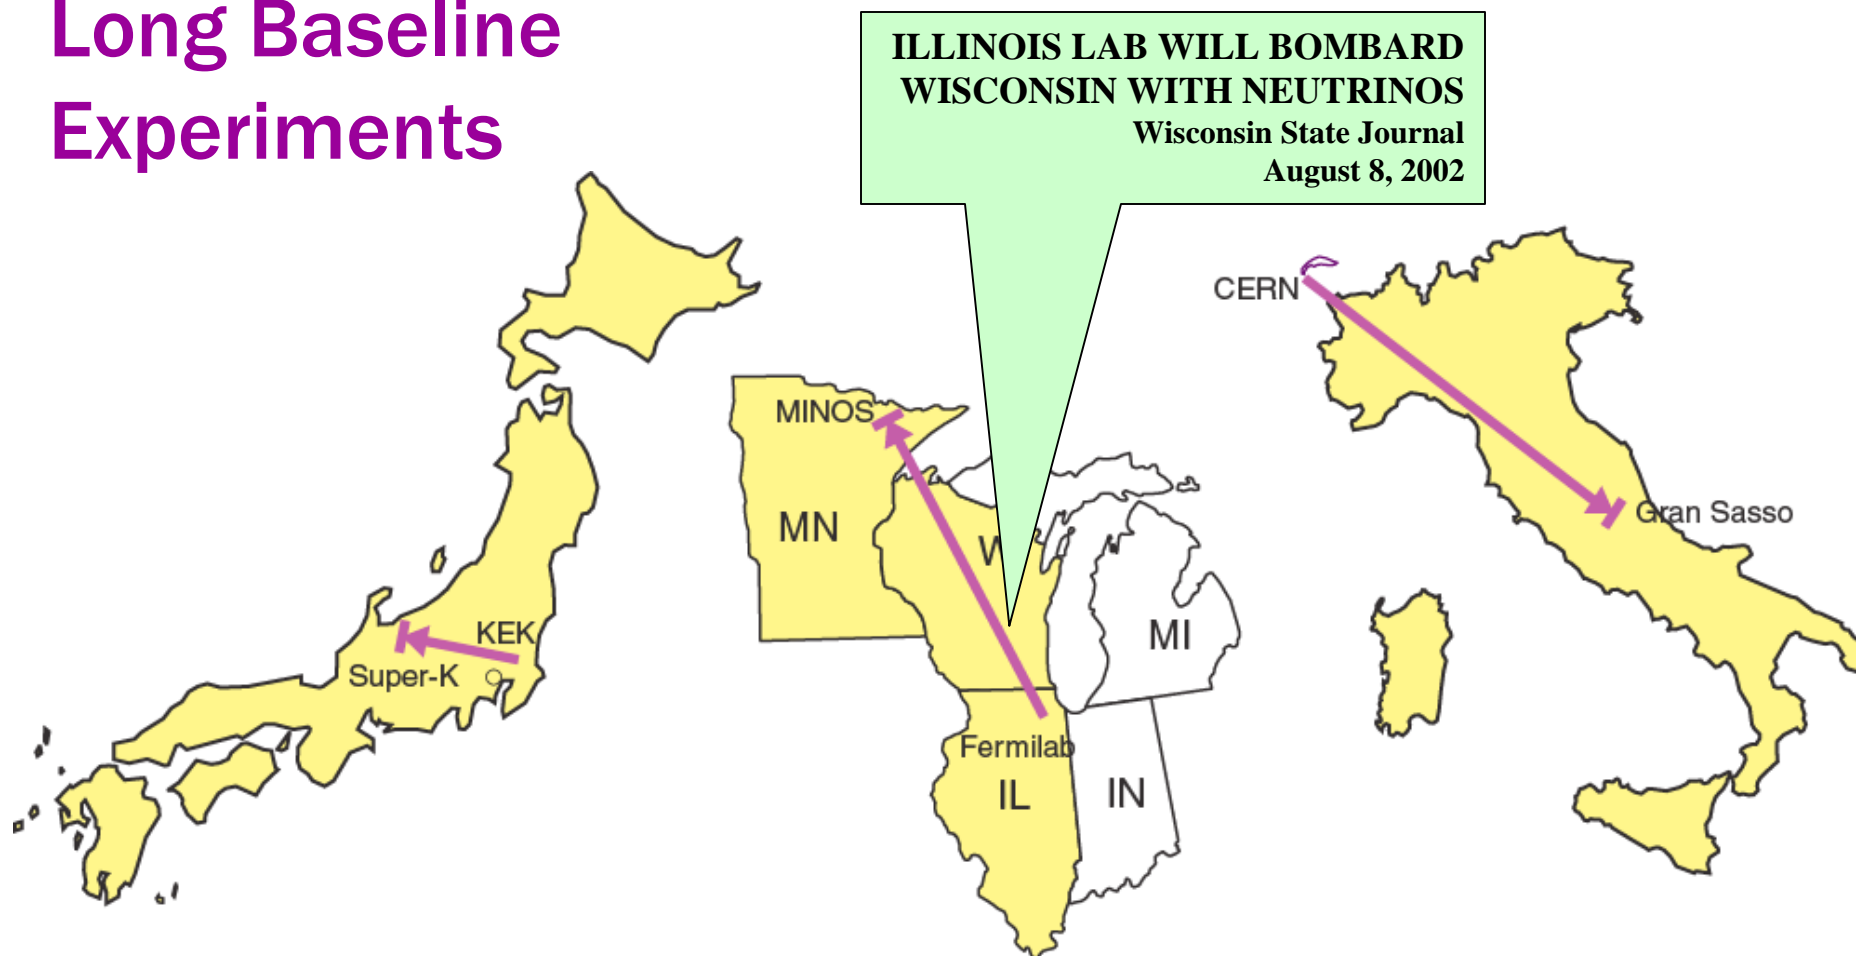 Long Baseline
Experiments
ILLINOIS LAB WILL BOMBARD
WISCONSIN WITH NEUTRINOS
Wisconsin State Journal
August 8, 2002
CERN
MINOS
MN
Gran Sasso
KEK
Super-K
MI
Fermilab
IL
IN